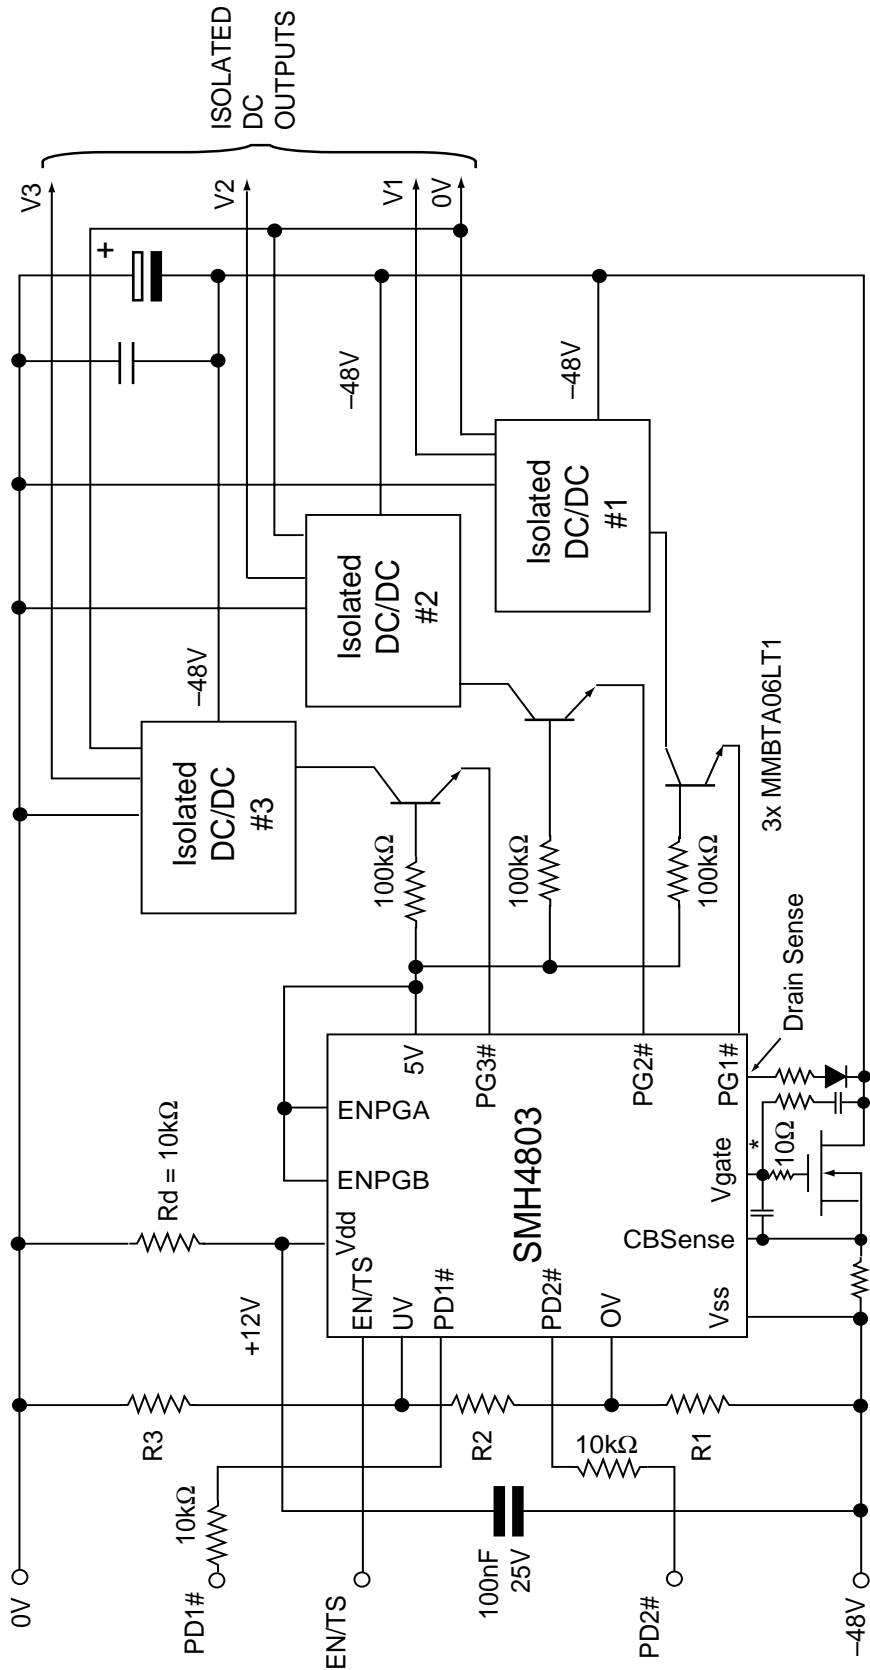 0V
PD1#
10kΩ
EN/TS
100nF
25V
PD2#
10kΩ
–48V
R3
R2
R1
+12V
Rd = 10kΩ
Vdd
EN/TS
UV
PD1#
PD2#
OV
Vss
ENPGB
ENPGA
SMH4803
CBSense
Vgate
5V
PG3#
PG2#
PG1#
*
10Ω
Drain Sense
100kΩ
100kΩ
100kΩ
3x MMBTA06LT1
Isolated
DC/DC
#3
Isolated
DC/DC
#2
Isolated
DC/DC
#1
–48V
–48V
–48V
+
V3
V2
V1
0V
ISOLATED
DC
OUTPUTS